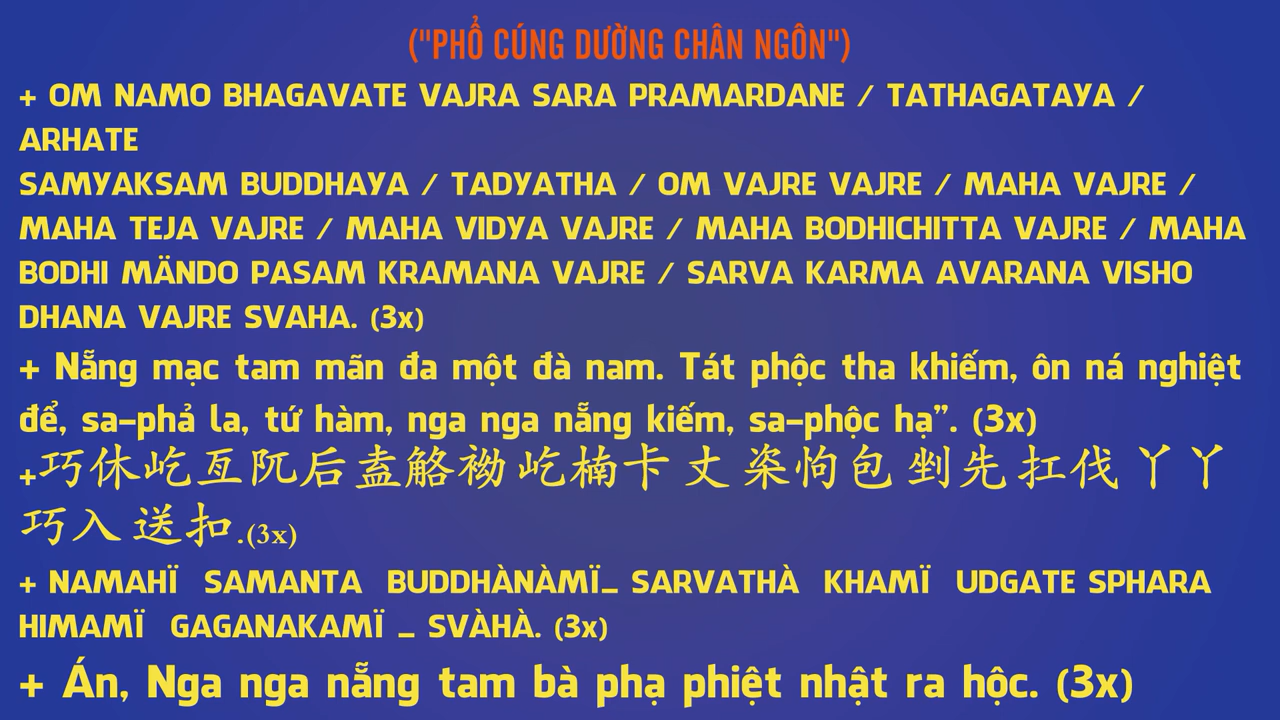 ("PHỔ CÚNG DƯỜNG CHÂN NGÔN")
+ OM NAMO BHAGAVATE VAJRA SARA PRAMARDANE / TATHAGATAYA /
ARHATE
SAMYAKSAM BUDDHAYA / TADYATHA / OM VAJRE VAJRE / MAHA VAJRE /
MAHA TEJA VAJRE / MAHA VIDYA VAJRE / MAHA BODHICHITTA VAJRE / MAHA
BODHI MÄNDO PASAM KRAMANA VAJRE / SARVA KARMA AVARANA VISHO
DHANA VAJRE SVAHA. (3x)
+ Nẵng mạc tam mãn đa một đà nam. Tát phộc tha khiếm, ôn ná nghiệt
để, sa-phả la, tứ hàm, nga nga nẵng kiếm, sa-phộc hạ”. (3x)
+巧休屹亙阢后盍觡袎屹楠卡丈楶怐包剉先扛伐丫丫
巧入送扣.(3x)
+ NAMAHÏ SAMANTA BUDDHÀNÀMÏ_ SARVATHÀ KHAMÏ UDGATE SPHARA
HIMAMÏ GAGANAKAMÏ _ SVÀHÀ. (3x)
+ Án, Nga nga nẵng tam bà phạ phiệt nhật ra hộc. (3x)